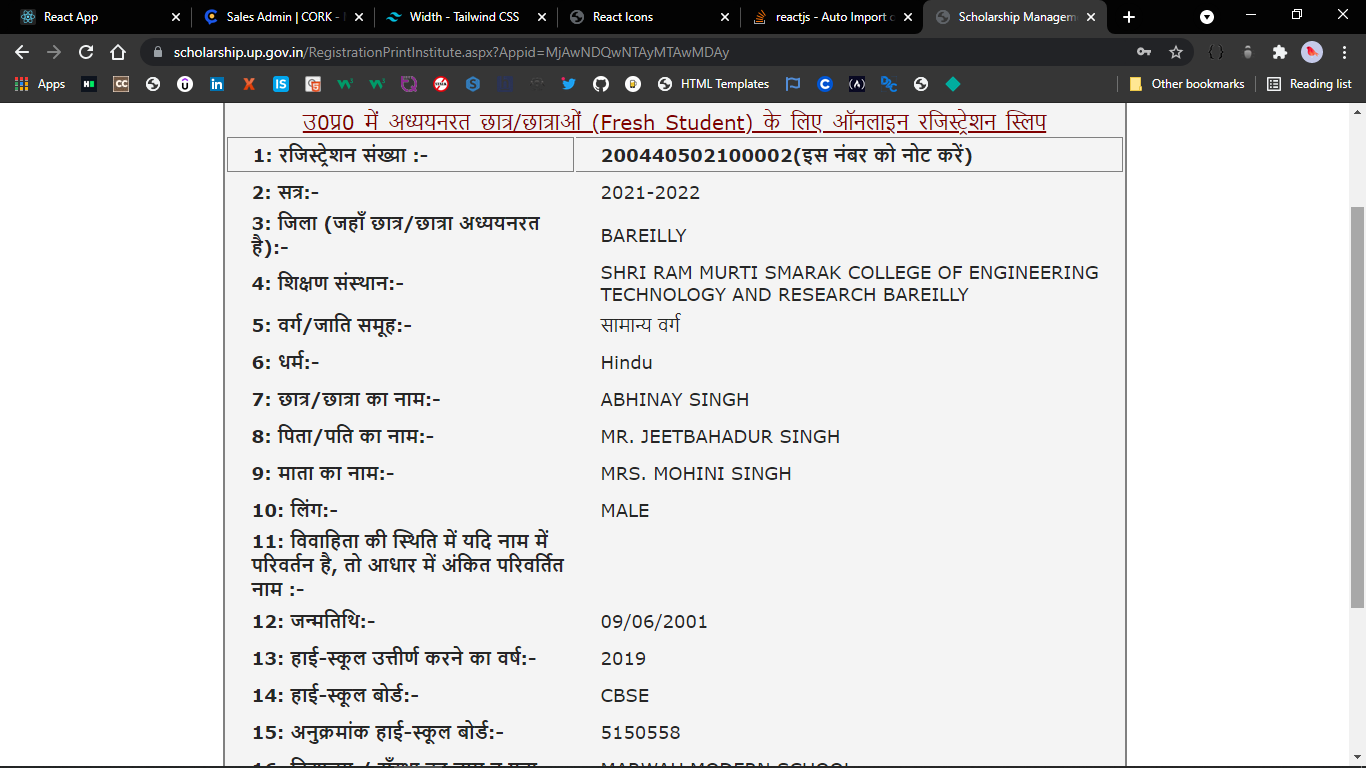 React App
Sales Admin | CORK -
Width - Tailwind CSS
React Icons
reactjs - Auto Import
Scholarship Managem
scholarship.up.gov.in/RegistrationPrintInstitute.aspx?Appid=MjAwNDQwNTAyMTAwMDAy
Apps
HTML Templates
Other bookmarks
Reading list
उ0प्र0 में अध्ययनरत छात्र/छात्राओं (Fresh Student) के लिए ऑनलाइन रजिस्ट्रेशन स्लिप
1: रजिस्ट्रेशन संख्या :- 200440502100002(इस नंबर को नोट करें)
2: सत्र:- 2021-2022
3: जिला (जहाँ छात्र/छात्रा अध्ययनरत
है):- BAREILLY
4: शिक्षण संस्थान:- SHRI RAM MURTI SMARAK COLLEGE OF ENGINEERING
TECHNOLOGY AND RESEARCH BAREILLY
5: वर्ग/जाति समूह:- सामान्य वर्ग
6: धर्म:- Hindu
7: छात्र/छात्रा का नाम:- ABHINAY SINGH
8: पिता/पति का नाम:- MR. JEETBAHADUR SINGH
9: माता का नाम:- MRS. MOHINI SINGH
10: लिंग:- MALE
11: विवाहिता की स्थिति में यदि नाम में
परिवर्तन है, तो आधार में अंकित परिवर्तित
नाम :-
12: जन्मतिथि:- 09/06/2001
13: हाई-स्कूल उत्तीर्ण करने का वर्ष:- 2019
14: हाई-स्कूल बोर्ड:- CBSE
15: अनुक्रमांक हाई-स्कूल बोर्ड:- 5150558
MARWAH MODERN SCHOOL